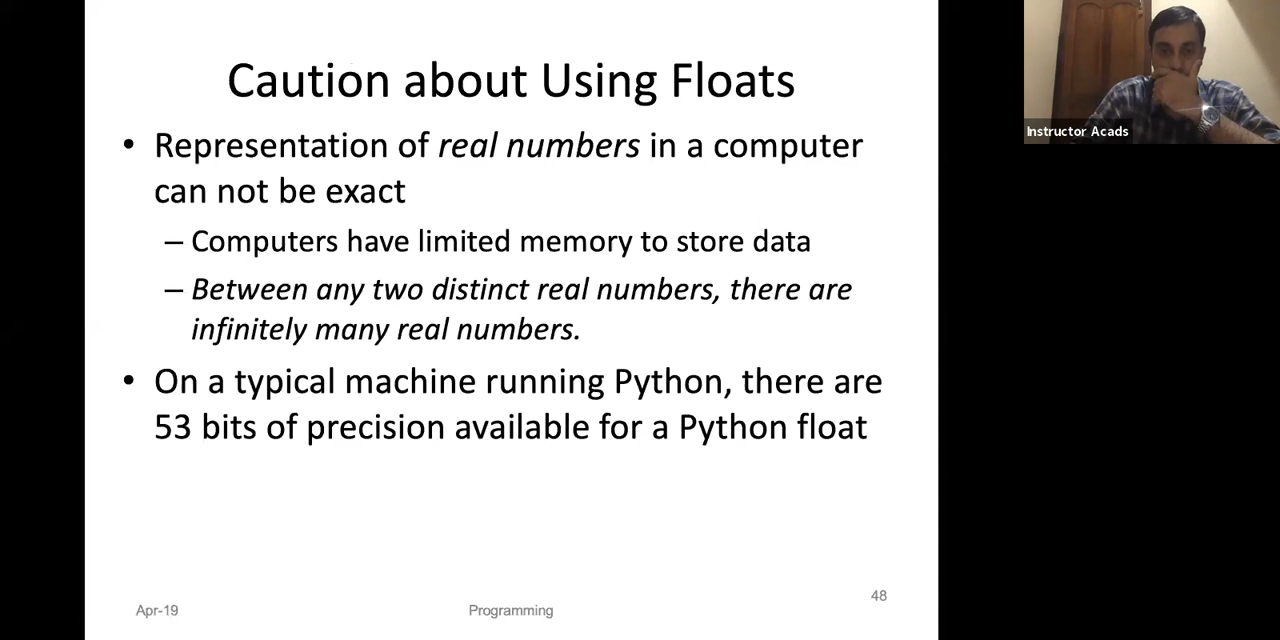 Caution about Using Floats
• Representation of real numbers in a computer
can not be exact
– Computers have limited memory to store data
– Between any two distinct real numbers, there are
infinitely many real numbers.
• On a typical machine running Python, there are
53 bits of precision available for a Python float
Apr-19
Programming
48
Instructor Acads